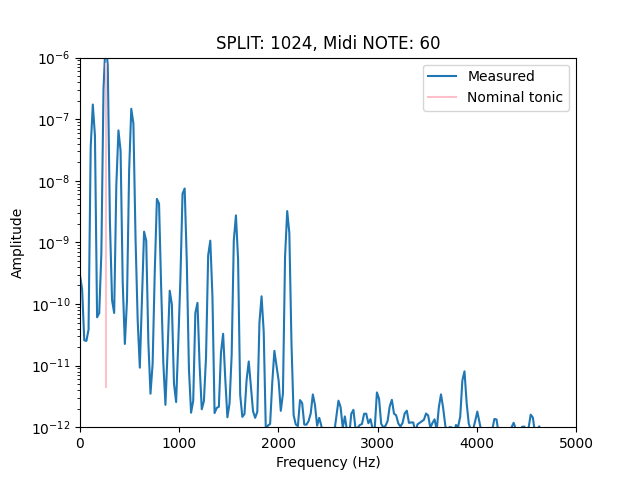 SPLIT: 1024, Midi NOTE: 60
Measured
Nominal tonic
Amplitude
10⁻⁶
10⁻⁷
10⁻⁸
10⁻⁹
10⁻¹⁰
10⁻¹¹
10⁻¹²
0 1000 2000 3000 4000 5000
Frequency (Hz)